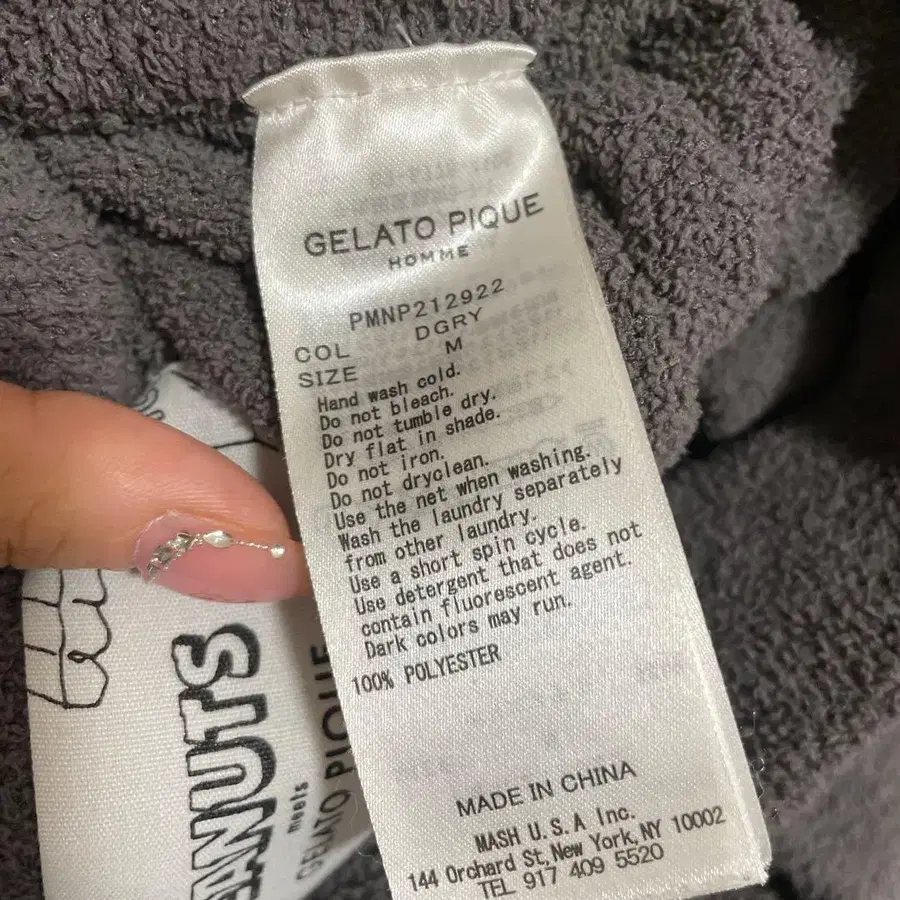 GELATO PIQUE
HOMME
PMNP212922
COL DGRY
SIZE M
Hand wash cold.
Do not bleach.
Do not tumble dry.
Dry flat in shade.
Do not iron.
Do not dryclean.
Use the net when washing.
Wash the laundry separately
from other laundry.
Use a short spin cycle.
Use detergent that does not
contain fluorescent agent.
Dark colors may run.
100% POLYESTER
MADE IN CHINA
MASH U.S.A Inc.
144 Orchard St,New York,NY 10002
TEL 917 409 5520
EANUTS
meets
GELATO PIQUE